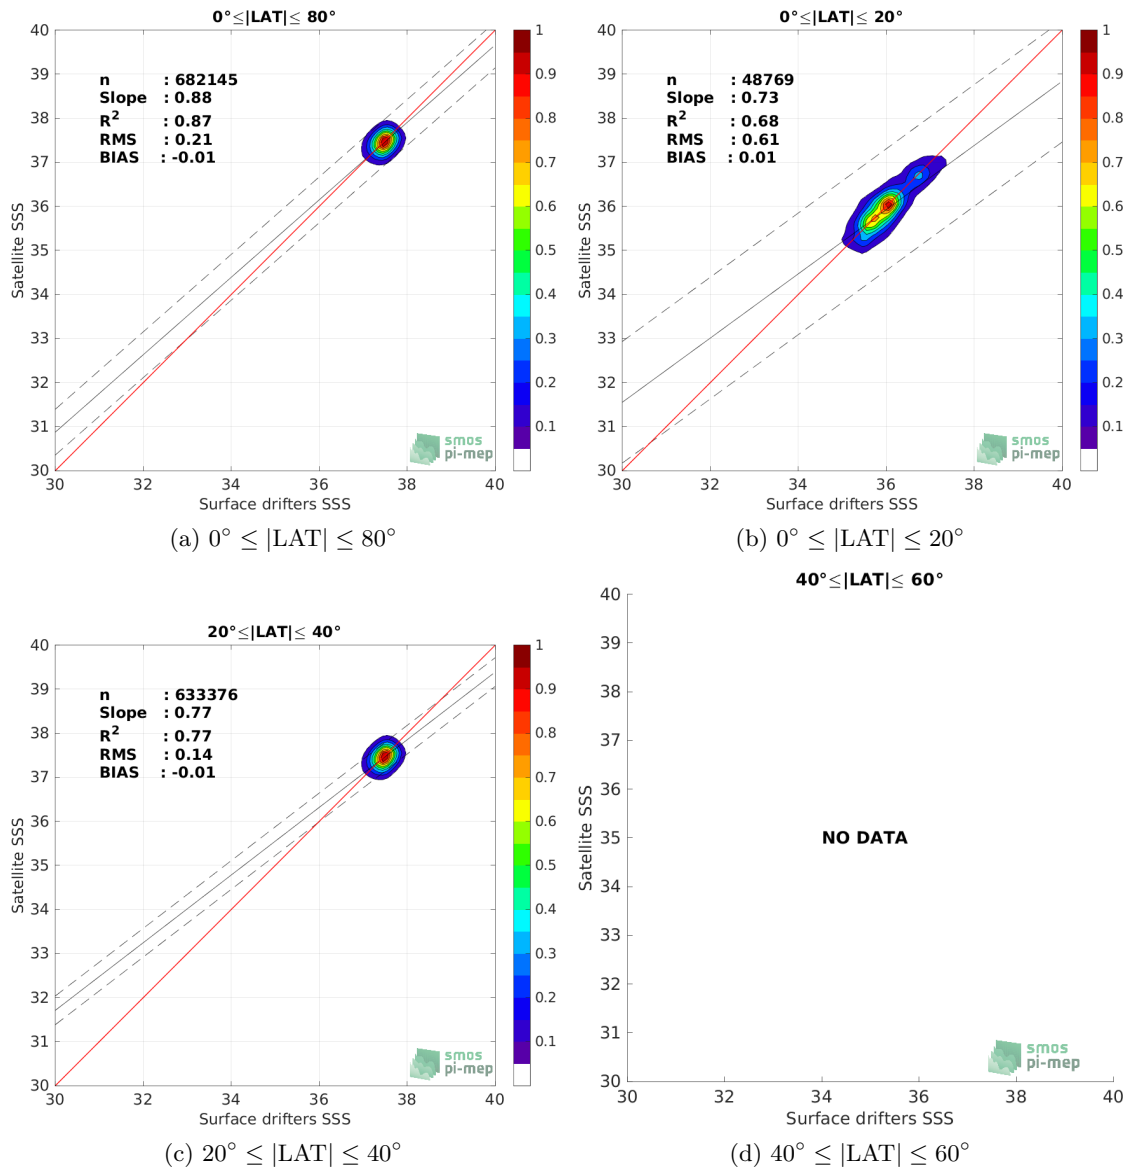 0°≤|LAT|≤ 80°
40
39
38
37
36
35
34
33
32
31
30
30 32 34 36 38 40
Satellite SSS
Surface drifters SSS
n : 682145
Slope : 0.88
R² : 0.87
RMS : 0.21
BIAS : -0.01
smos
pi-mep
1
0.9
0.8
0.7
0.6
0.5
0.4
0.3
0.2
0.1
(a) 0° ≤ |LAT| ≤ 80°
0°≤|LAT|≤ 20°
40
39
38
37
36
35
34
33
32
31
30
30 32 34 36 38 40
Satellite SSS
Surface drifters SSS
n : 48769
Slope : 0.73
R² : 0.68
RMS : 0.61
BIAS : 0.01
smos
pi-mep
1
0.9
0.8
0.7
0.6
0.5
0.4
0.3
0.2
0.1
(b) 0° ≤ |LAT| ≤ 20°
20°≤|LAT|≤ 40°
40
39
38
37
36
35
34
33
32
31
30
30 32 34 36 38 40
Satellite SSS
Surface drifters SSS
n : 633376
Slope : 0.77
R² : 0.77
RMS : 0.14
BIAS : -0.01
smos
pi-mep
1
0.9
0.8
0.7
0.6
0.5
0.4
0.3
0.2
0.1
(c) 20° ≤ |LAT| ≤ 40°
40°≤|LAT|≤ 60°
40
39
38
37
36
35
34
33
32
31
30
30 32 34 36 38 40
Satellite SSS
Surface drifters SSS
NO DATA
smos
pi-mep
(d) 40° ≤ |LAT| ≤ 60°